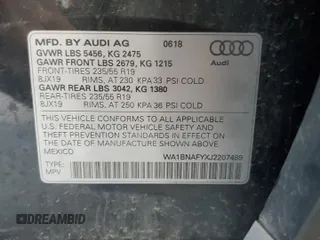 MFD. BY AUDI AG 0618
GVWR LBS 5456, KG 2475
GAWR FRONT LBS 2679, KG 1215
FRONT-TIRES 235/55 R19
8JX19 RIMS, AT 230 KPA 33 PSI COLD
GAWR REAR LBS 3042, KG 1380
REAR-TIRES 235/55 R19
8JX19 RIMS, AT 250 KPA 36 PSI COLD
Audi
THIS VEHICLE CONFORMS TO ALL APPLICABLE
U.S. FEDERAL MOTOR VEHICLE SAFETY, BUMPER
AND THEFT PREVENTION STANDARDS IN EFFECT ON
THE DATE OF MANUFACTURE SHOWN ABOVE
MEXICO
TYPE: WA1BNAFYXJ2207489
MPV
DREAMBID